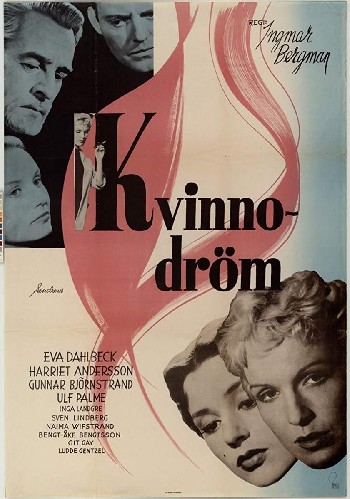 REGI:
Ingmar
Bergman
Kvinno-
dröm
EVA DAHLBECK
HARRIET ANDERSSON
GUNNAR BJÖRNSTRAND
ULF PALME
INGA LANDGRÉ
SVEN LINDBERG
NAIMA WIFSTRAND
BENGT-ÅKE BENGTSSON
GIT GAY
LUDDE GENTZEL